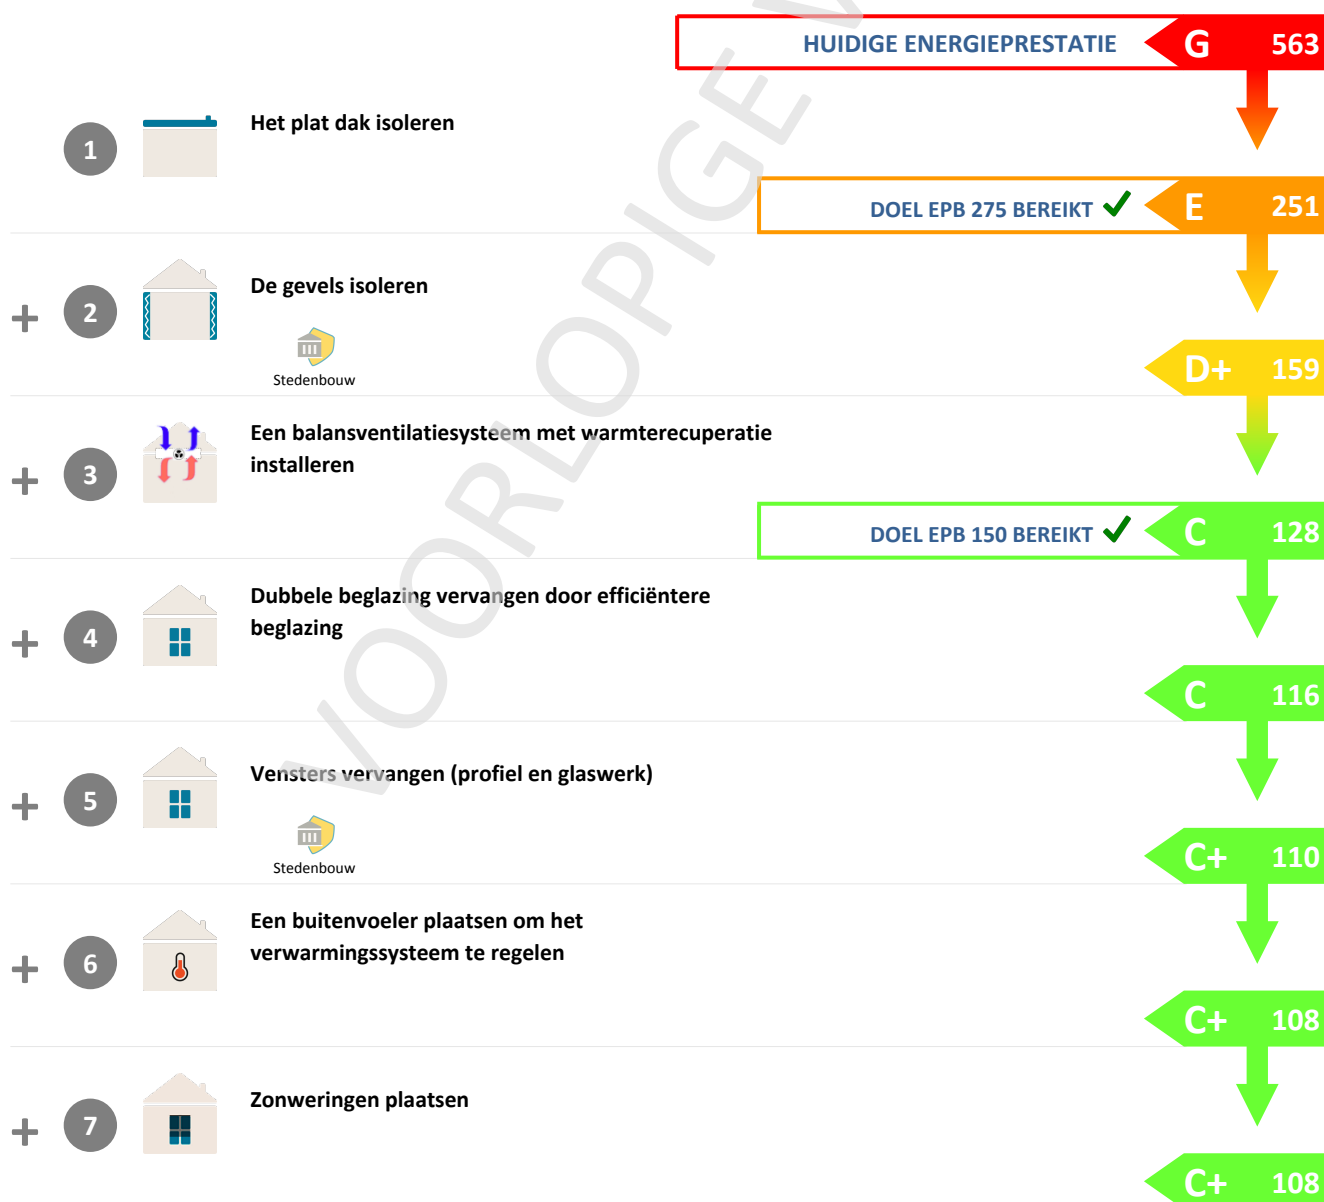 HUIDIGE ENERGIEPRESTATIE G 563
1 Het plat dak isoleren
DOEL EPB 275 BEREIKT E 251
+ 2 De gevels isoleren
Stedenbouw
D+ 159
+ 3 Een balansventilatiesysteem met warmterecuperatie
installeren
DOEL EPB 150 BEREIKT C 128
+ 4 Dubbele beglazing vervangen door efficiëntere
beglazing
C 116
+ 5 Vensters vervangen (profiel en glaswerk)
Stedenbouw
C+ 110
+ 6 Een buitenvoeler plaatsen om het
verwarmingssysteem te regelen
C+ 108
+ 7 Zonweringen plaatsen
C+ 108
VOORLOPIGE